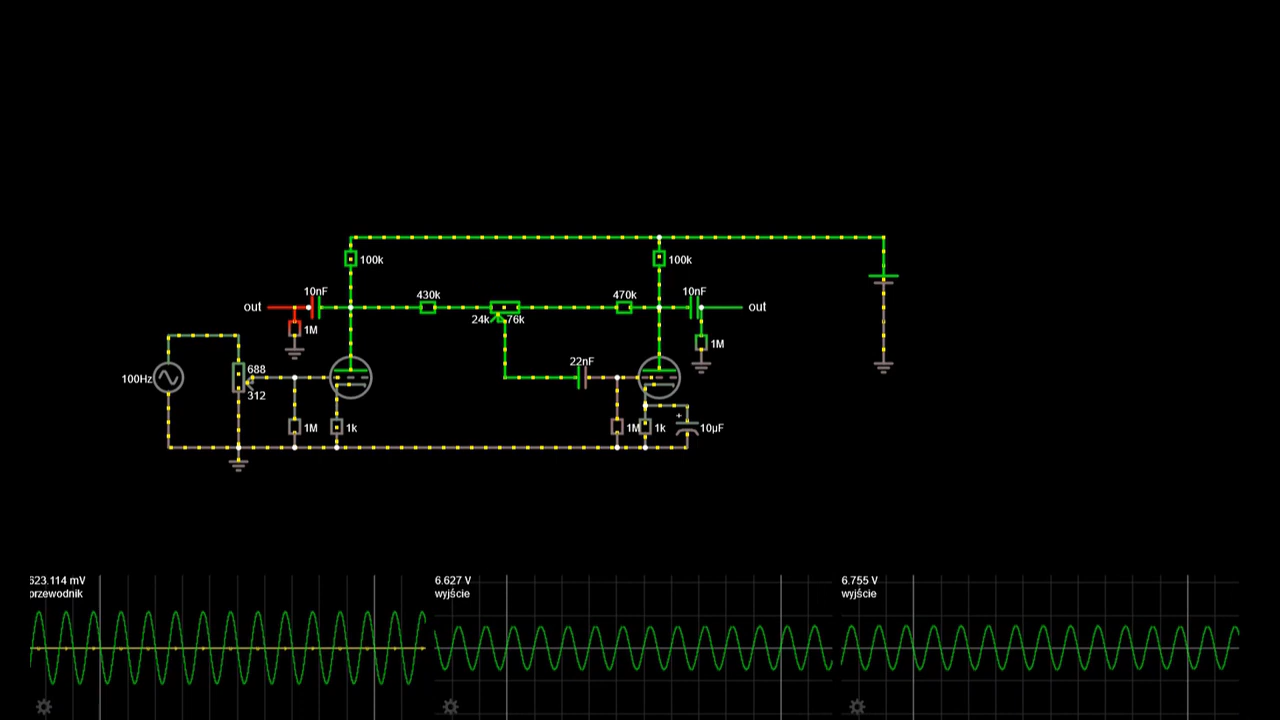 100k
100k
10nF
430k
470k
10nF
out
out
24k
76k
1M
1M
22nF
100Hz
688
312
1M
1k
1M
1k
+
10µF
523.114 mV
przewodnik
6.627 V
wyjście
6.755 V
wyjście